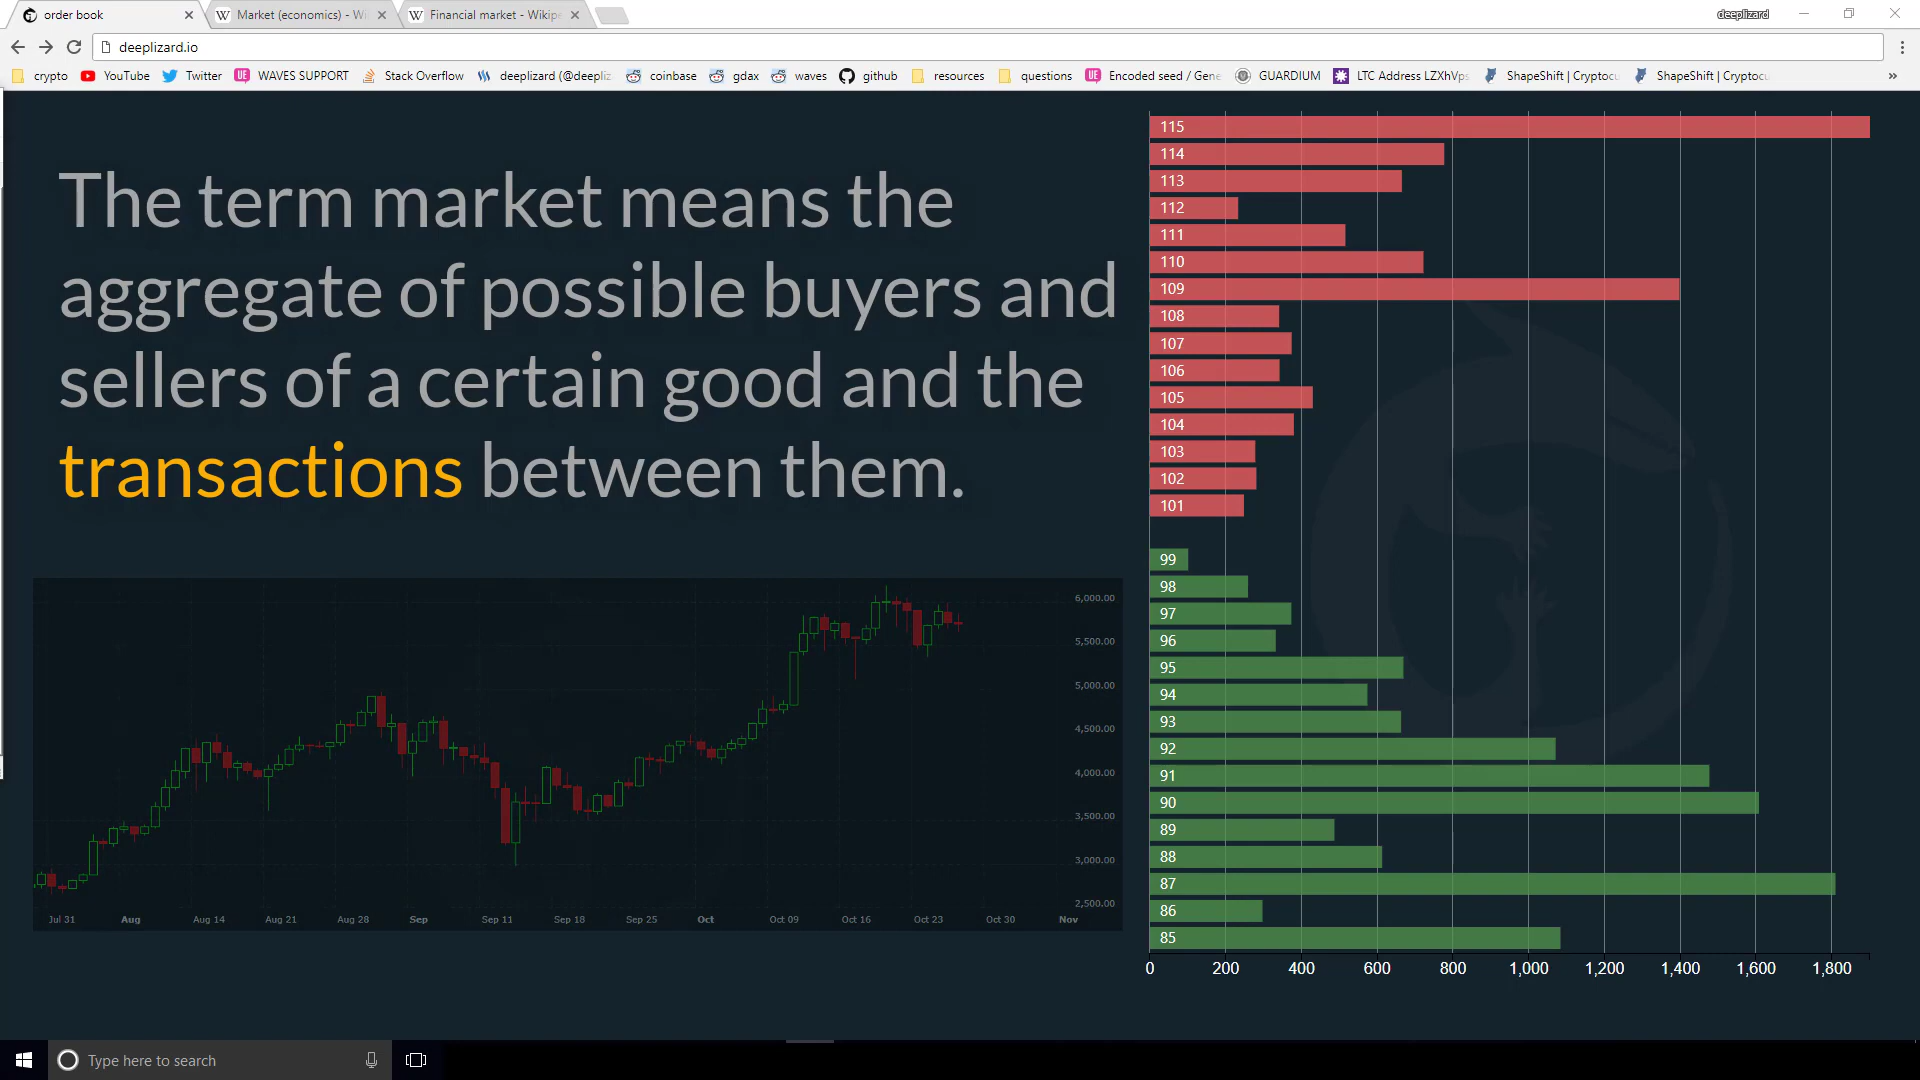 order book
Market (economics) - Wi
Financial market - Wikipe
deeplizard
deeplizard.io
crypto
YouTube
Twitter
WAVES SUPPORT
Stack Overflow
deeplizard (@deepliz
coinbase
gdax
waves
github
resources
questions
Encoded seed / Gene
GUARDIUM
LTC Address LZXhVps
ShapeShift | Cryptocu
ShapeShift | Cryptocu
»
The term market means the
aggregate of possible buyers and
sellers of a certain good and the
transactions between them.
6,000.00
5,500.00
5,000.00
4,500.00
4,000.00
3,500.00
3,000.00
2,500.00
Jul 31 Aug Aug 14 Aug 21 Aug 28 Sep Sep 11 Sep 18 Sep 25 Oct Oct 09 Oct 16 Oct 23 Oct 30 Nov
115
114
113
112
111
110
109
108
107
106
105
104
103
102
101
99
98
97
96
95
94
93
92
91
90
89
88
87
86
85
0 200 400 600 800 1,000 1,200 1,400 1,600 1,800
Type here to search